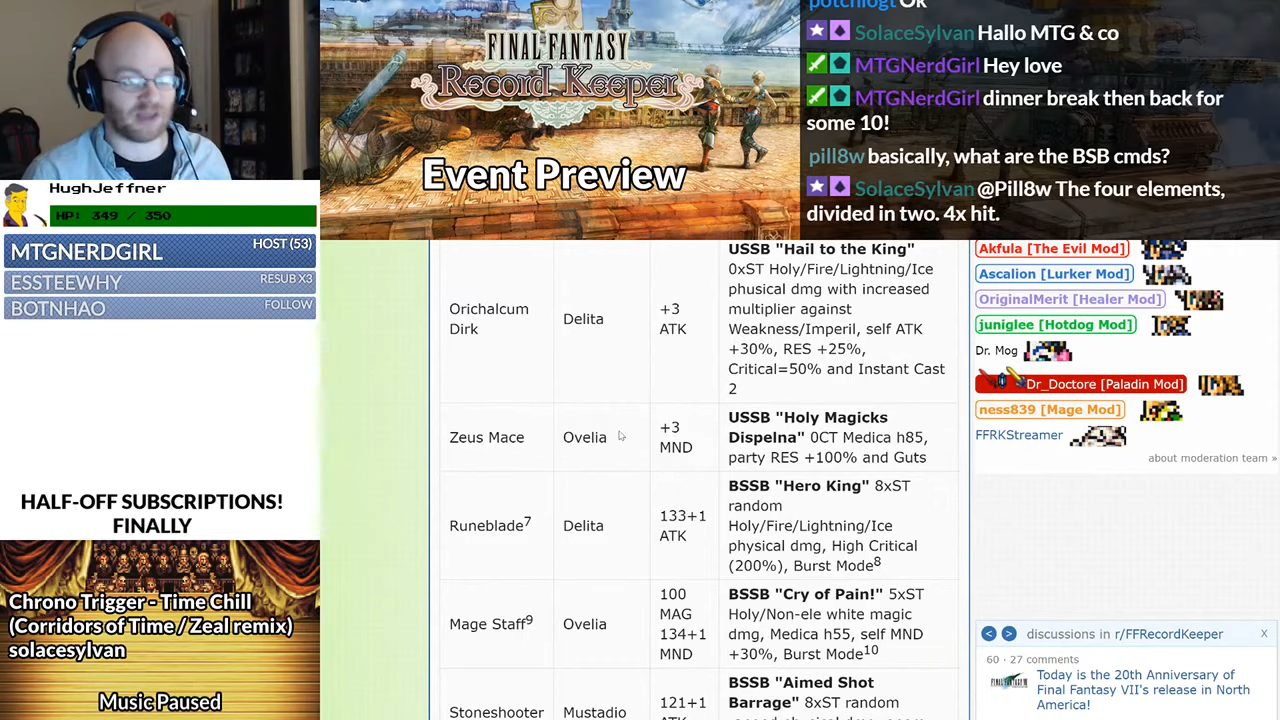 HughJeffner
HP: 349 / 350
MTGNERDGIRL HOST (53)
ESSTEEWHY RESUB X3
BOTNHAO FOLLOW
HALF-OFF SUBSCRIPTIONS!
FINALLY
Chrono Trigger - Time Chill
(Corridors of Time / Zeal remix)
solacesylvan
Music Paused
FINAL FANTASY
Record Keeper
Event Preview
potchiogt Ok
SolaceSylvan Hallo MTG & co
MTGNerdGirl Hey love
MTGNerdGirl dinner break then back for
some 10!
pill8w basically, what are the BSB cmds?
SolaceSylvan @Pill8w The four elements,
divided in two. 4x hit.
Orichalcum
Dirk
Delita
+3
ATK
USSB "Hail to the King"
0xST Holy/Fire/Lightning/Ice
phusical dmg with increased
multiplier against
Weakness/Imperil, self ATK
+30%, RES +25%,
Critical=50% and Instant Cast
2
Zeus Mace
Ovelia
+3
MND
USSB "Holy Magicks
Dispelna" 0CT Medica h85,
party RES +100% and Guts
Runeblade7
Delita
133+1
ATK
BSSB "Hero King" 8xST
random
Holy/Fire/Lightning/Ice
physical dmg, High Critical
(200%), Burst Mode8
Mage Staff9
Ovelia
100
MAG
134+1
MND
BSSB "Cry of Pain!" 5xST
Holy/Non-ele white magic
dmg, Medica h55, self MND
+30%, Burst Mode10
Stoneshooter
Mustadio
121+1
BSSB "Aimed Shot
Barrage" 8xST random
Akfula [The Evil Mod]
Ascalion [Lurker Mod]
OriginalMerit [Healer Mod]
juniglee [Hotdog Mod]
Dr. Mog
Dr_Doctore [Paladin Mod]
ness839 [Mage Mod]
FFRKStreamer
about moderation team »
< > discussions in r/FFRecordKeeper X
60 · 27 comments
Today is the 20th Anniversary of
Final Fantasy VII's release in North
America!